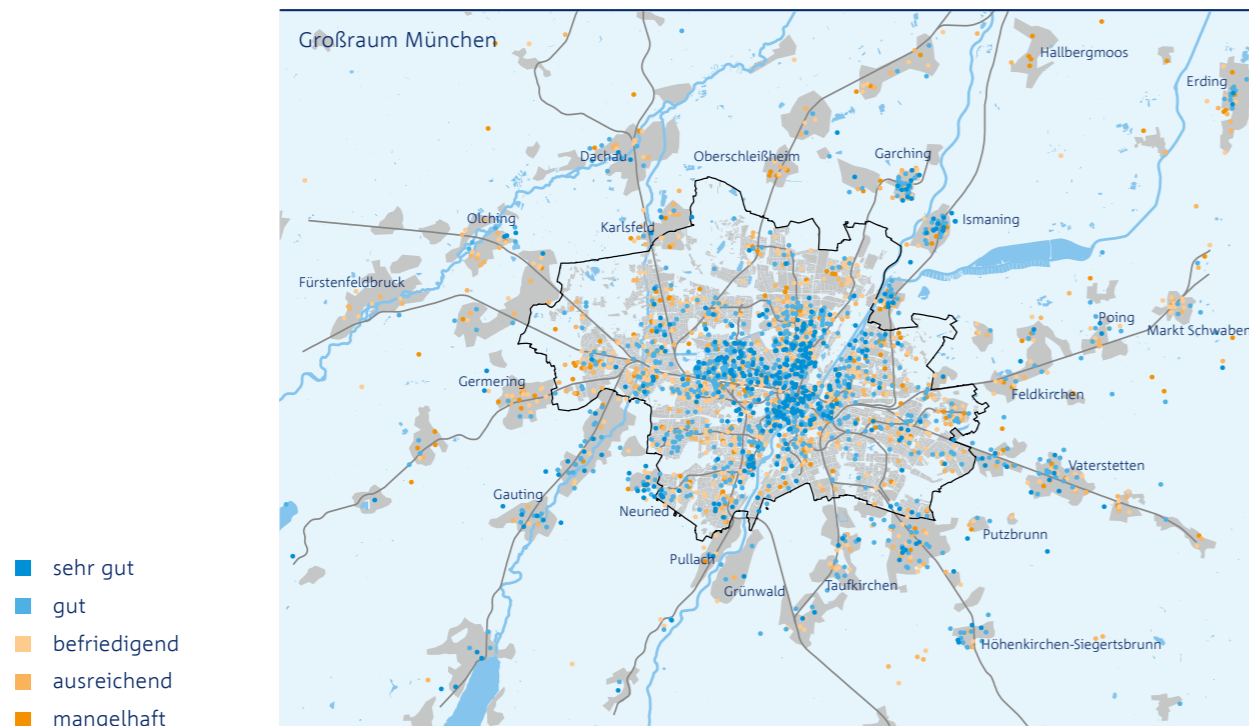 Großraum München
Hallbergmoos
Erding
Dachau
Oberschleißheim
Garching
Olching
Karlsfeld
Ismaning
Fürstenfeldbruck
Poing
Markt Schwaben
Germering
Feldkirchen
Vaterstetten
Gauting
Neuried
Putzbrunn
Pullach
Grünwald
Taufkirchen
Höhenkirchen-Siegertsbrunn
sehr gut
gut
befriedigend
ausreichend
mangelhaft